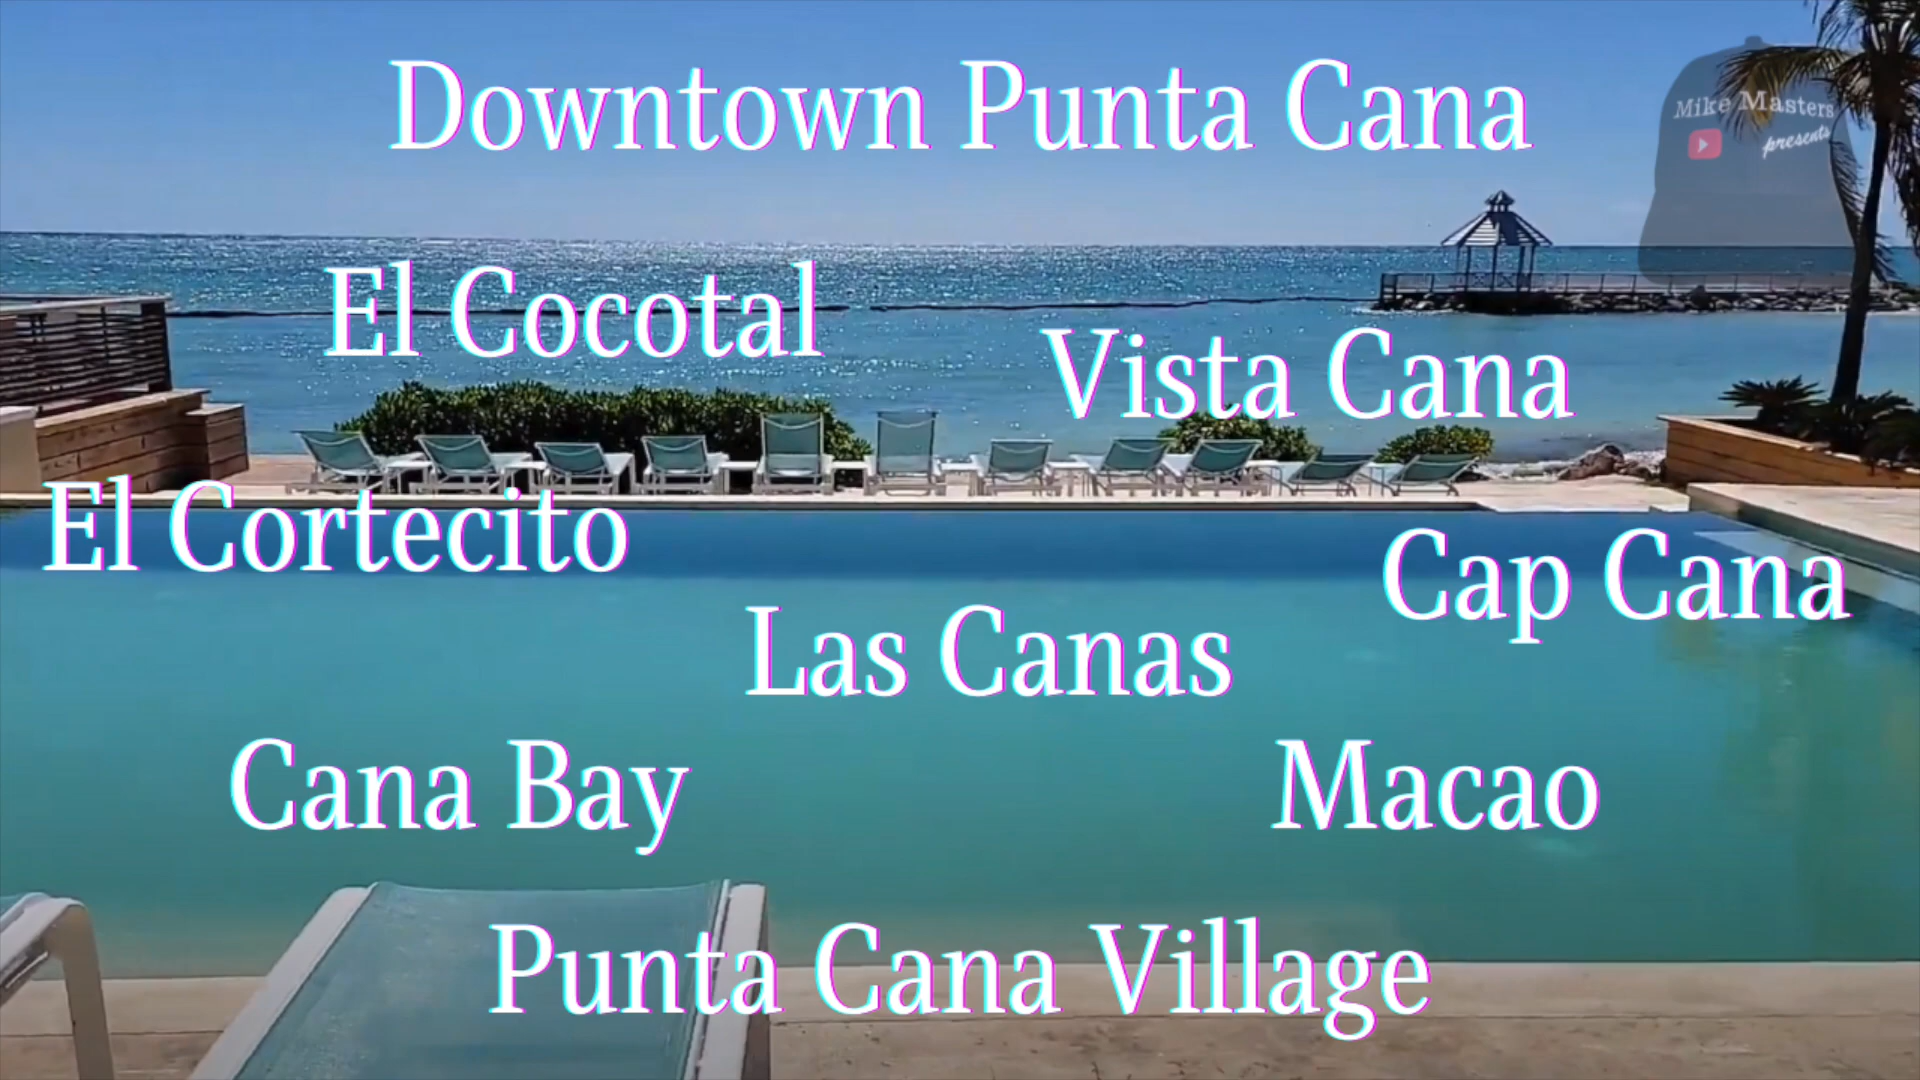 Downtown Punta Cana
Mike Masters
presents
El Cocotal
Vista Cana
El Cortecito
Cap Cana
Las Canas
Cana Bay
Macao
Punta Cana Village